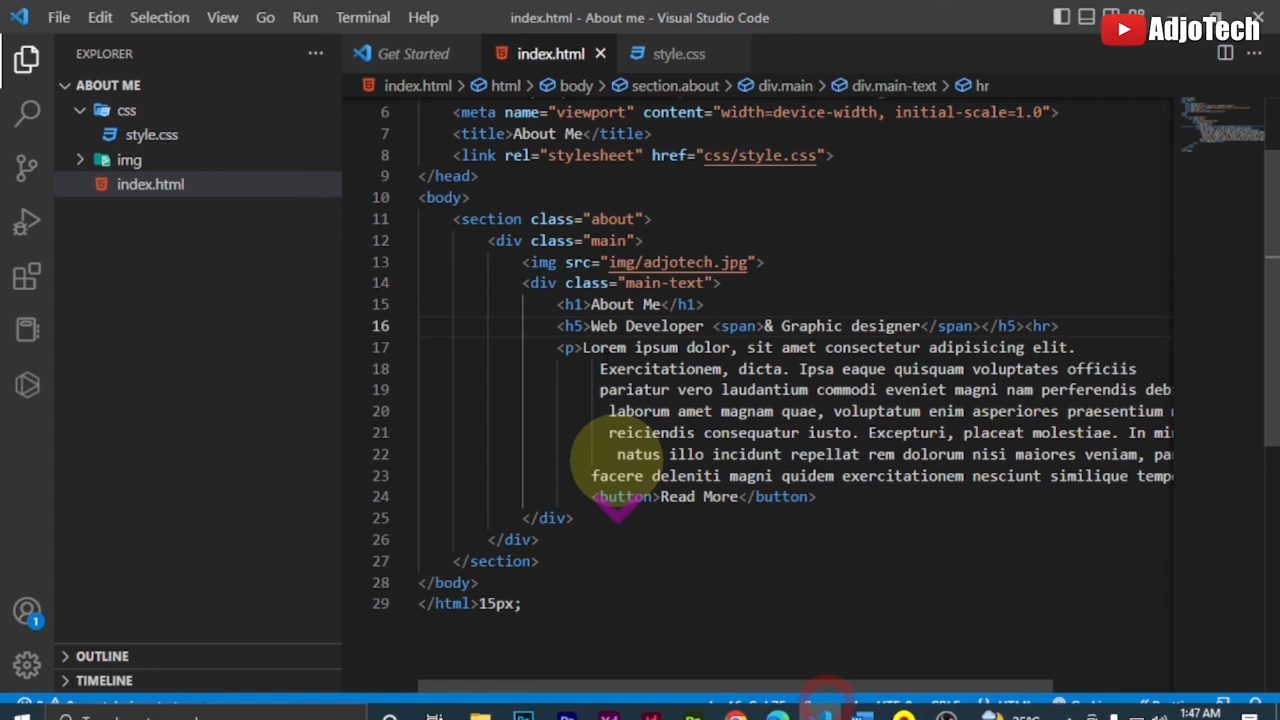 File Edit Selection View Go Run Terminal Help index.html - About me - Visual Studio Code
AdjoTech
EXPLORER ...
Get Started index.html style.css
ABOUT ME
index.html > html > body > section.about > div.main > div.main-text > hr
css
style.css
img
index.html
6 <meta name="viewport" content="width=device-width, initial-scale=1.0">
7 <title>About Me</title>
8 <link rel="stylesheet" href="css/style.css">
9 </head>
10 <body>
11 <section class="about">
12 <div class="main">
13 <img src="img/adjotech.jpg">
14 <div class="main-text">
15 <h1>About Me</h1>
16 <h5>Web Developer <span>& Graphic designer</span></h5><hr>
17 <p>Lorem ipsum dolor, sit amet consectetur adipisicing elit.
18 Exercitationem, dicta. Ipsa eaque quisquam voluptates officiis
19 pariatur vero laudantium commodi eveniet magni nam perferendis deb
20 laborum amet magnam quae, voluptatum enim asperiores praesentium
21 reiciendis consequatur iusto. Excepturi, placeat molestiae. In
22 natus illo incidunt repellat rem dolorum nisi maiores veniam,
23 facere deleniti magni quidem exercitationem nesciunt similique
24 <button>Read More</button>
25 </div>
26 </div>
27 </section>
28 </body>
29 </html>15px;
1
OUTLINE
TIMELINE
1:47 AM